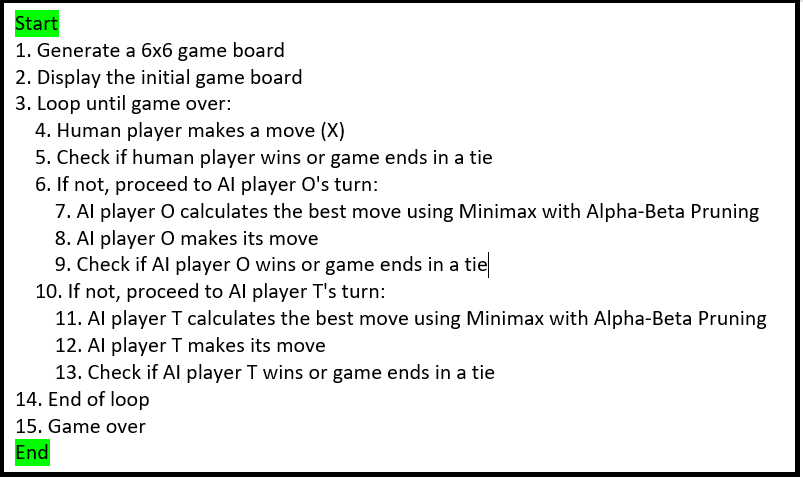 Start
1. Generate a 6x6 game board
2. Display the initial game board
3. Loop until game over:
4. Human player makes a move (X)
5. Check if human player wins or game ends in a tie
6. If not, proceed to AI player O's turn:
7. AI player O calculates the best move using Minimax with Alpha-Beta Pruning
8. AI player O makes its move
9. Check if AI player O wins or game ends in a tie
10. If not, proceed to AI player T's turn:
11. AI player T calculates the best move using Minimax with Alpha-Beta Pruning
12. AI player T makes its move
13. Check if AI player T wins or game ends in a tie
14. End of loop
15. Game over
End